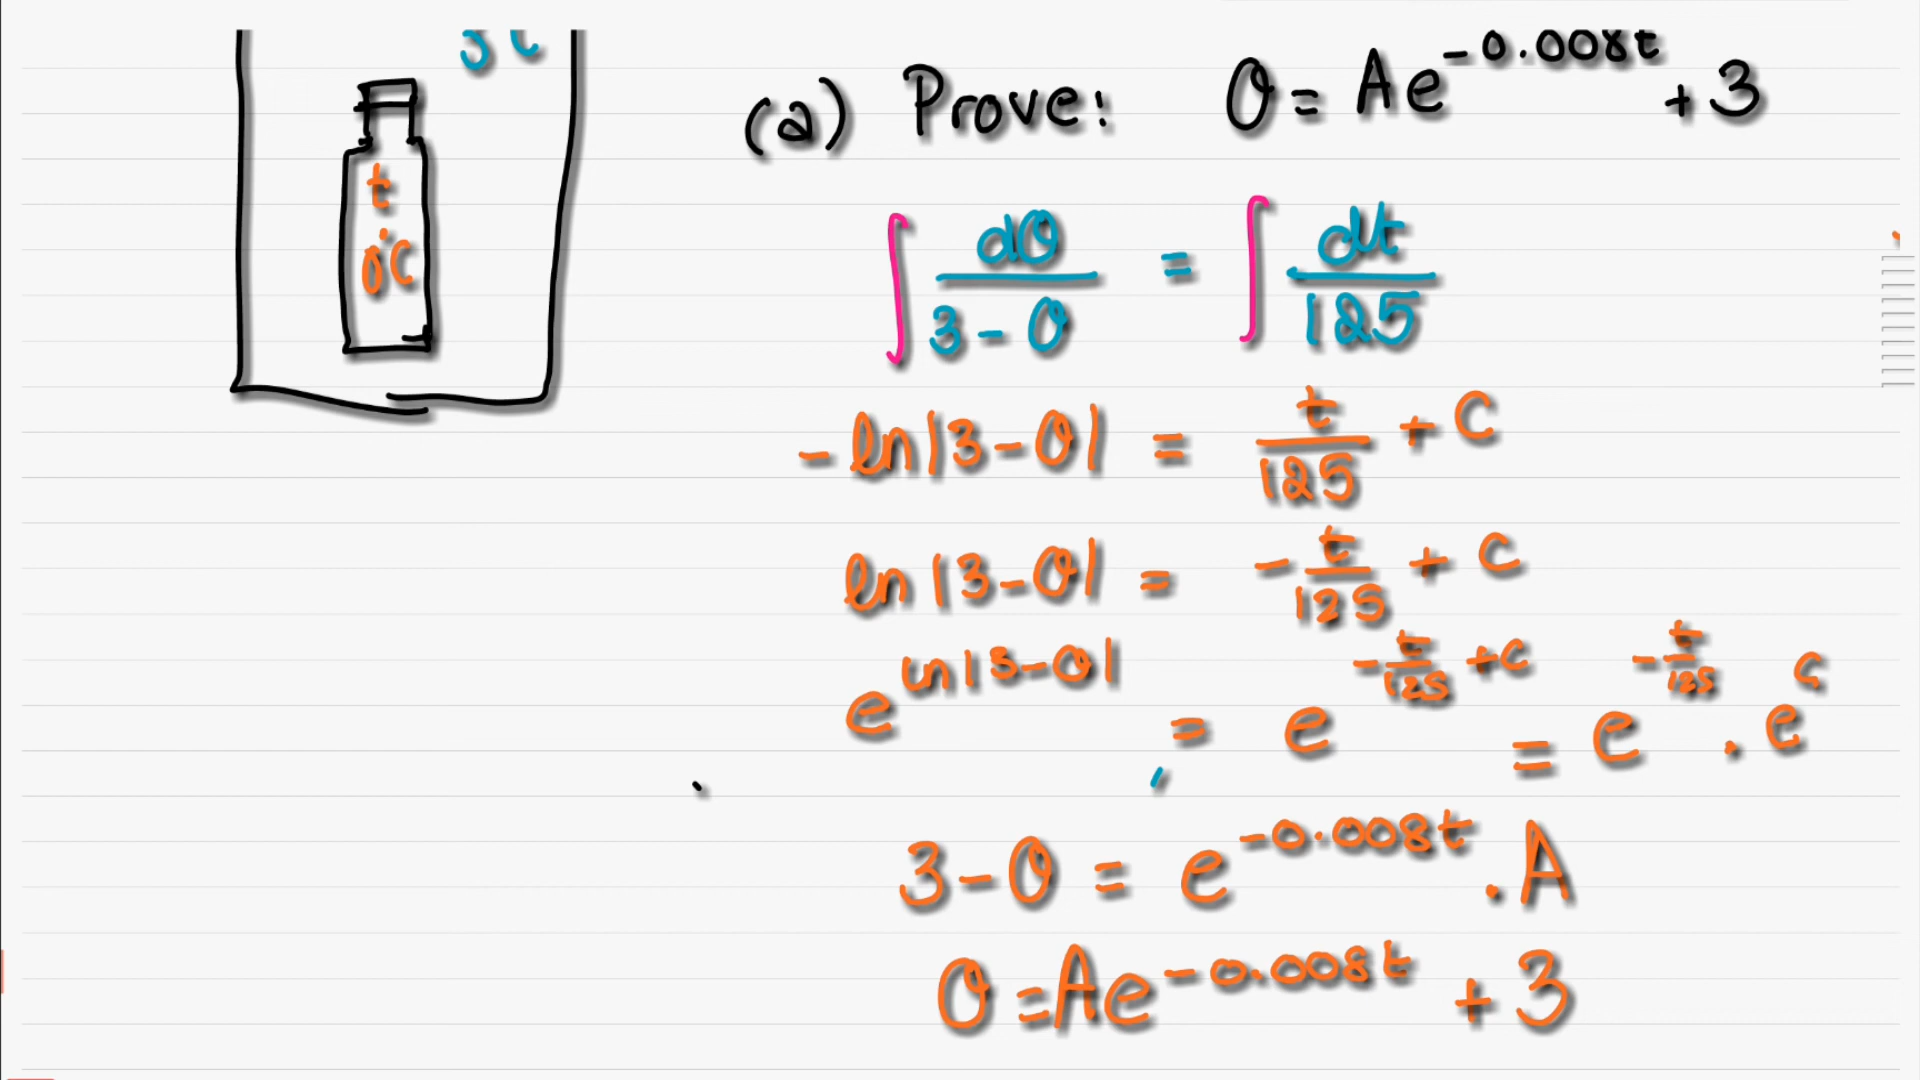 3°C
t
θ°C
(a) Prove: θ = Ae^{-0.008t} + 3
∫ dθ/(3-θ) = ∫ dt/125
-ln|3-θ| = t/125 + C
ln|3-θ| = -t/125 + C
e^{ln|3-θ|} = e^{-t/125 + C} = e^{-t/125} . e^{C}
3-θ = e^{-0.008t} . A
θ = Ae^{-0.008t} + 3